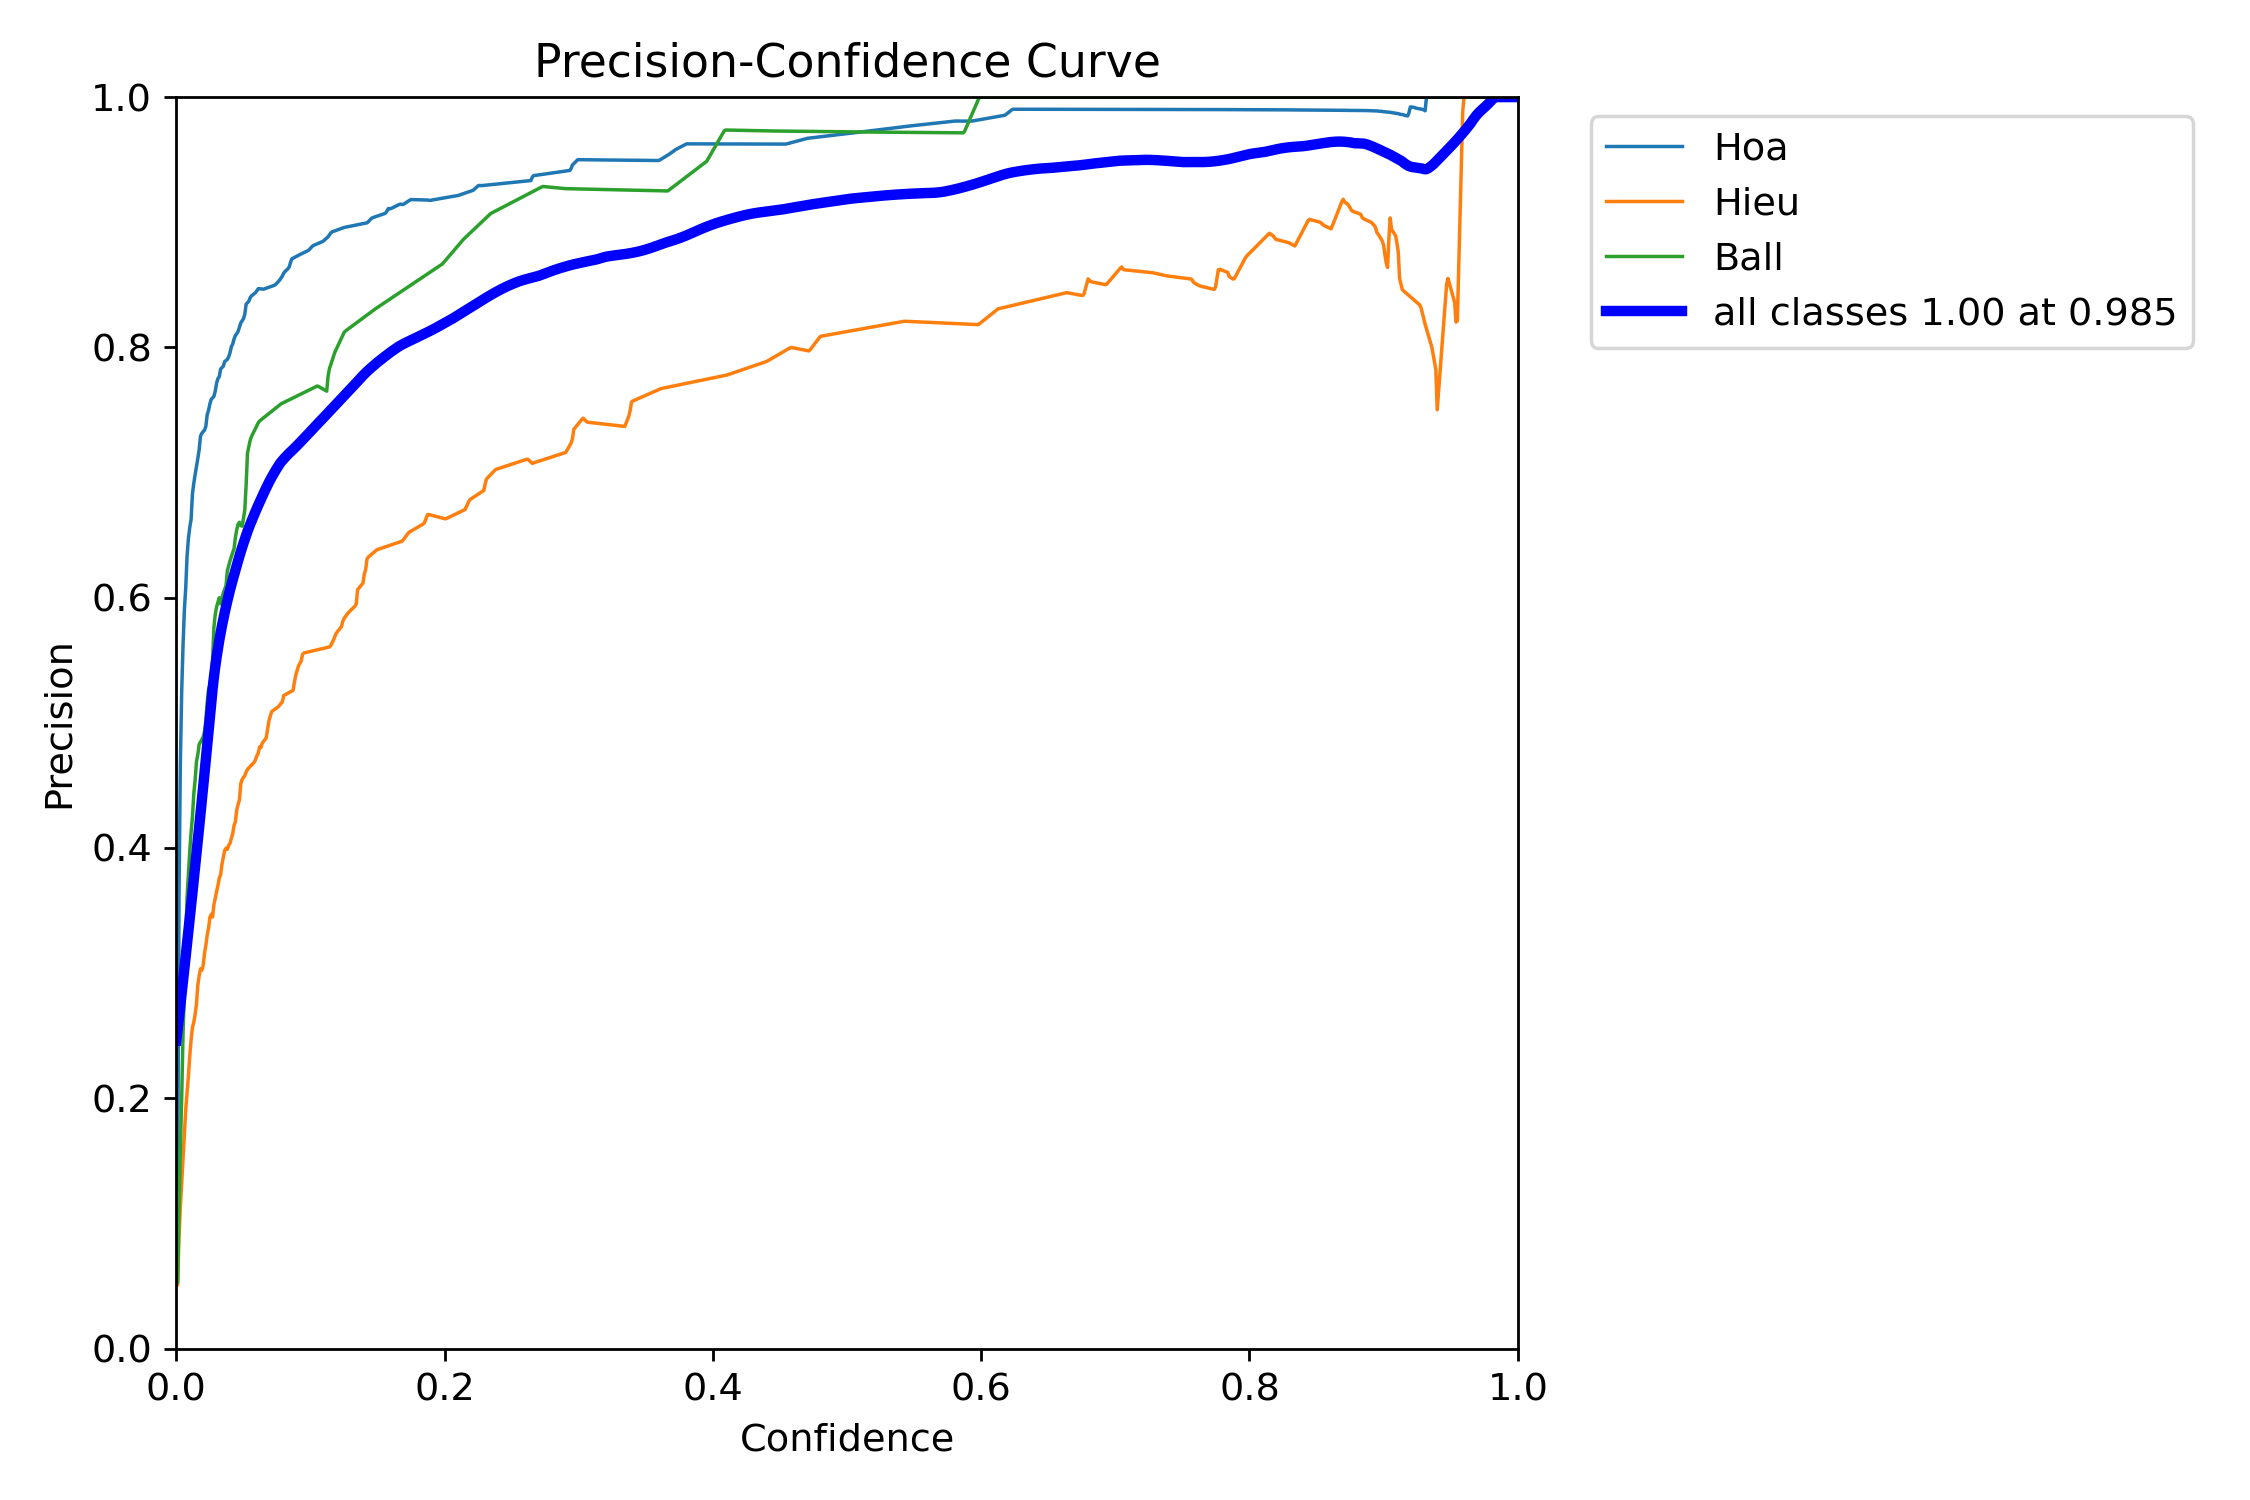 Precision-Confidence Curve
1.0
0.8
0.6
0.4
0.2
0.0
Precision
0.0 0.2 0.4 0.6 0.8 1.0
Confidence
Hoa
Hieu
Ball
all classes 1.00 at 0.985